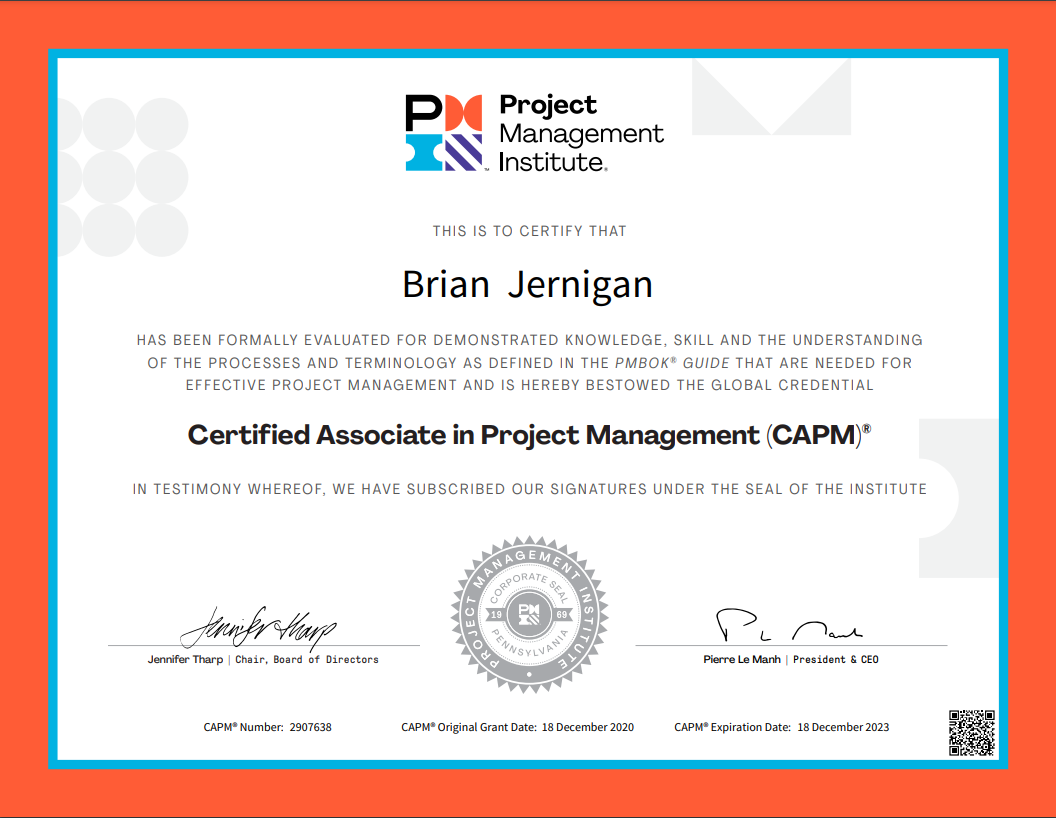 Project
Management
Institute®
THIS IS TO CERTIFY THAT
Brian Jernigan
HAS BEEN FORMALLY EVALUATED FOR DEMONSTRATED KNOWLEDGE, SKILL AND THE UNDERSTANDING
OF THE PROCESSES AND TERMINOLOGY AS DEFINED IN THE PMBOK® GUIDE THAT ARE NEEDED FOR
EFFECTIVE PROJECT MANAGEMENT AND IS HEREBY BESTOWED THE GLOBAL CREDENTIAL
Certified Associate in Project Management (CAPM)®
IN TESTIMONY WHEREOF, WE HAVE SUBSCRIBED OUR SIGNATURES UNDER THE SEAL OF THE INSTITUTE
PROJECT MANAGEMENT INSTITUTE
CORPORATE SEAL
19 69
PENNSYLVANIA
Jennifer Tharp
Jennifer Tharp | Chair, Board of Directors
Pierre Le Manh | President & CEO
CAPM® Number: 2907638
CAPM® Original Grant Date: 18 December 2020
CAPM® Expiration Date: 18 December 2023